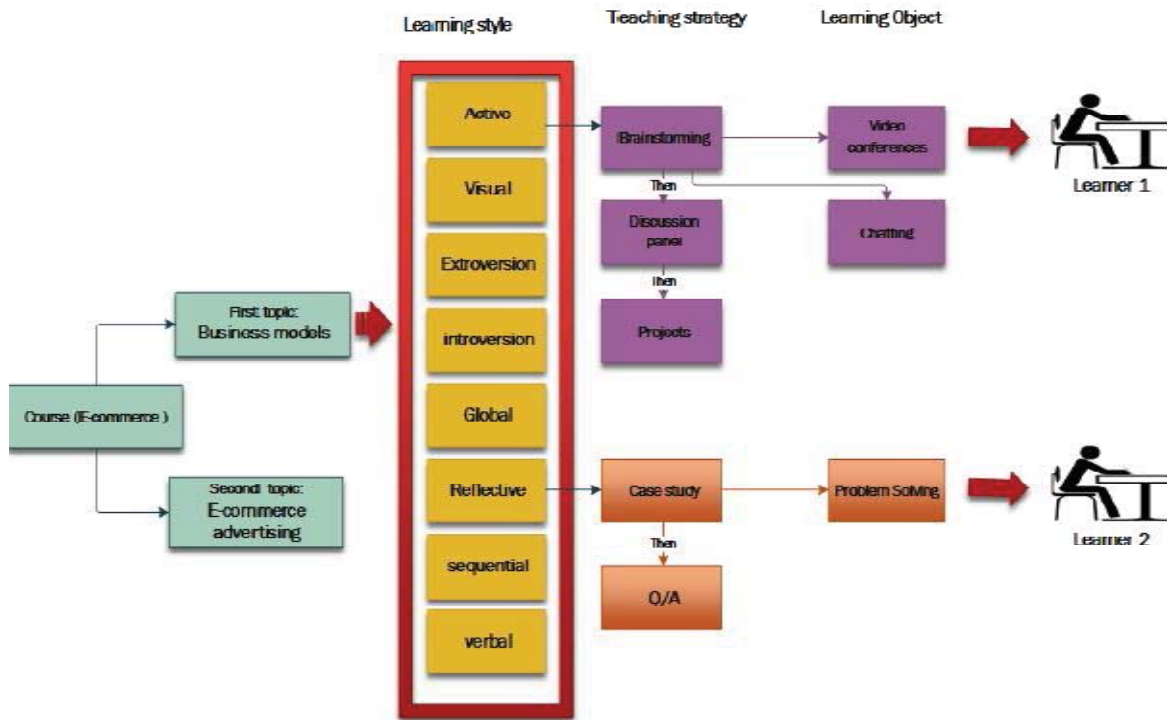 Learning style
Teaching strategy
Learning Object
Active
Visual
Extroversion
introversion
Global
Reflective
sequential
verbal
Brainstorming
Then
Discussion
panel
Then
Projects
Video
conferences
Chatting
Learner 1
First topic:
Business models
Course (E-commerce )
Second topic:
E-commerce
advertising
Case study
Then
Q/A
Problem Solving
Learner 2